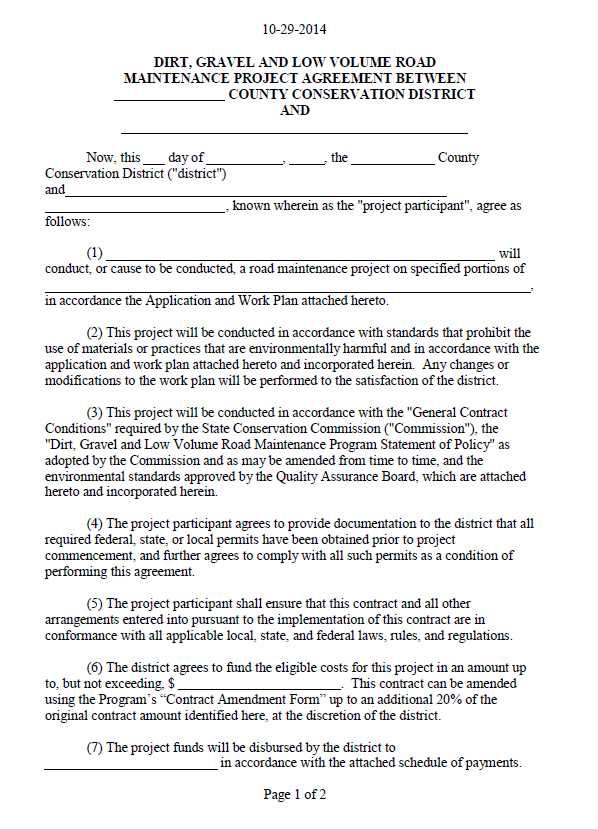 10-29-2014
DIRT, GRAVEL AND LOW VOLUME ROAD
MAINTENANCE PROJECT AGREEMENT BETWEEN
________________ COUNTY CONSERVATION DISTRICT
AND
__________________________________________________
Now, this ___ day of ___________, _____, the ____________ County
Conservation District ("district")
and_______________________________________________________
__________________________, known wherein as the "project participant", agree as
follows:
(1) ________________________________________________________ will
conduct, or cause to be conducted, a road maintenance project on specified portions of
______________________________________________________________________,
in accordance the Application and Work Plan attached hereto.
(2) This project will be conducted in accordance with standards that prohibit the
use of materials or practices that are environmentally harmful and in accordance with the
application and work plan attached hereto and incorporated herein.  Any changes or
modifications to the work plan will be performed to the satisfaction of the district.
(3) This project will be conducted in accordance with the "General Contract
Conditions" required by the State Conservation Commission ("Commission"), the
"Dirt, Gravel and Low Volume Road Maintenance Program Statement of Policy" as
adopted by the Commission and as may be amended from time to time, and the
environmental standards approved by the Quality Assurance Board, which are attached
hereto and incorporated herein.
(4) The project participant agrees to provide documentation to the district that all
required federal, state, or local permits have been obtained prior to project
commencement, and further agrees to comply with all such permits as a condition of
performing this agreement.
(5) The project participant shall ensure that this contract and all other
arrangements entered into pursuant to the implementation of this contract are in
conformance with all applicable local, state, and federal laws, rules, and regulations.
(6) The district agrees to fund the eligible costs for this project in an amount up
to, but not exceeding, $ ________________________.  This contract can be amended
using the Program’s “Contract Amendment Form” up to an additional 20% of the
original contract amount identified here, at the discretion of the district.
(7) The project funds will be disbursed by the district to
_________________________ in accordance with the attached schedule of payments.
Page 1 of 2